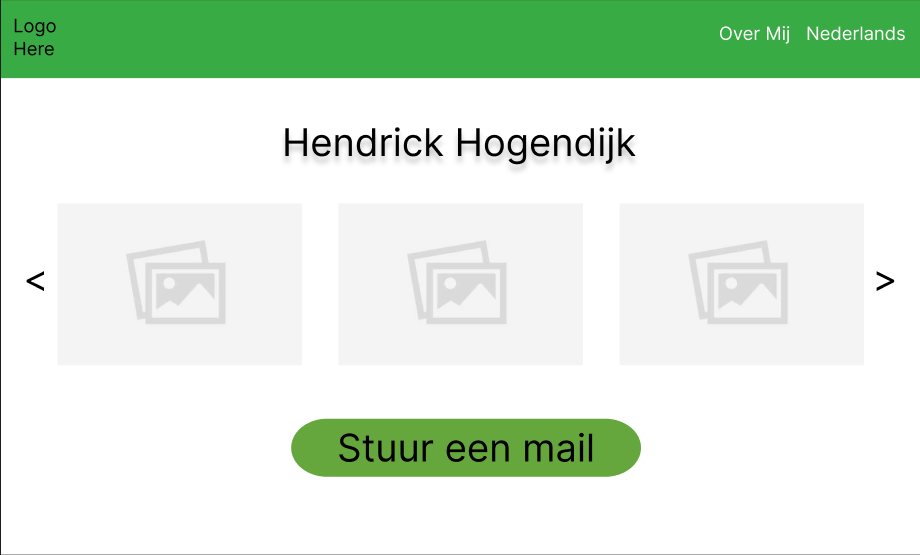 Logo
Here
Over Mij Nederlands
Hendrick Hogendijk
< >
Stuur een mail